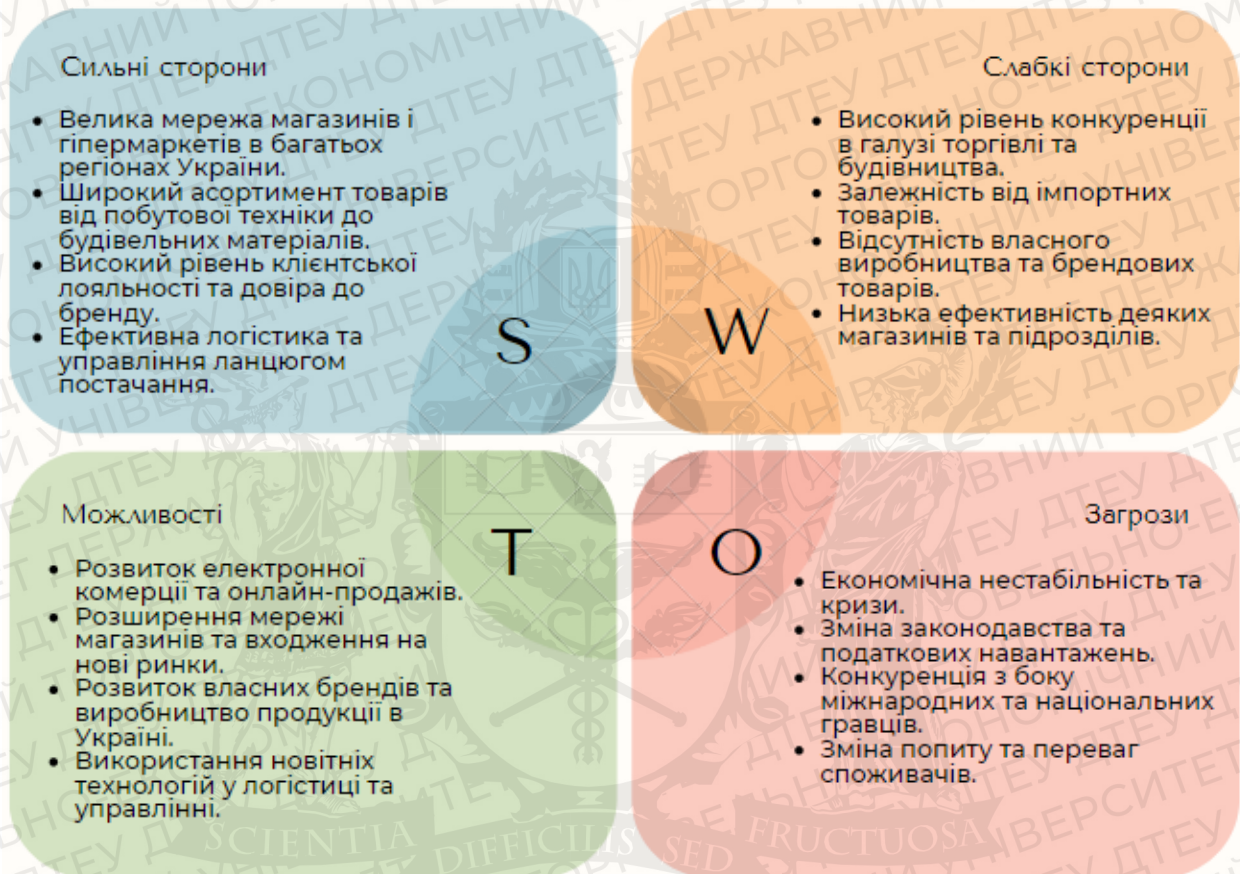 Сильні сторони
• Велика мережа магазинів і
гіпермаркетів в багатьох
регіонах України.
• Широкий асортимент товарів
від побутової техніки до
будівельних матеріалів.
• Високий рівень клієнтської
лояльності та довіра до
бренду.
• Ефективна логістика та
управління ланцюгом
постачання.
S
Слабкі сторони
• Високий рівень конкуренції
в галузі торгівлі та
будівництва.
• Залежність від імпортних
товарів.
• Відсутність власного
виробництва та брендових
товарів.
• Низька ефективність деяких
магазинів та підрозділів.
W
Можливості
• Розвиток електронної
комерції та онлайн-продажів.
• Розширення мережі
магазинів та входження на
нові ринки.
• Розвиток власних брендів та
виробництво продукції в
Україні.
• Використання новітніх
технологій у логістиці та
управлінні.
T
Загрози
• Економічна нестабільність та
кризи.
• Зміна законодавства та
податкових навантажень.
• Конкуренція з боку
міжнародних та національних
гравців.
• Зміна попиту та переваг
споживачів.
O
SCIENTIA DIFFICILIS SED FRUCTUOSA